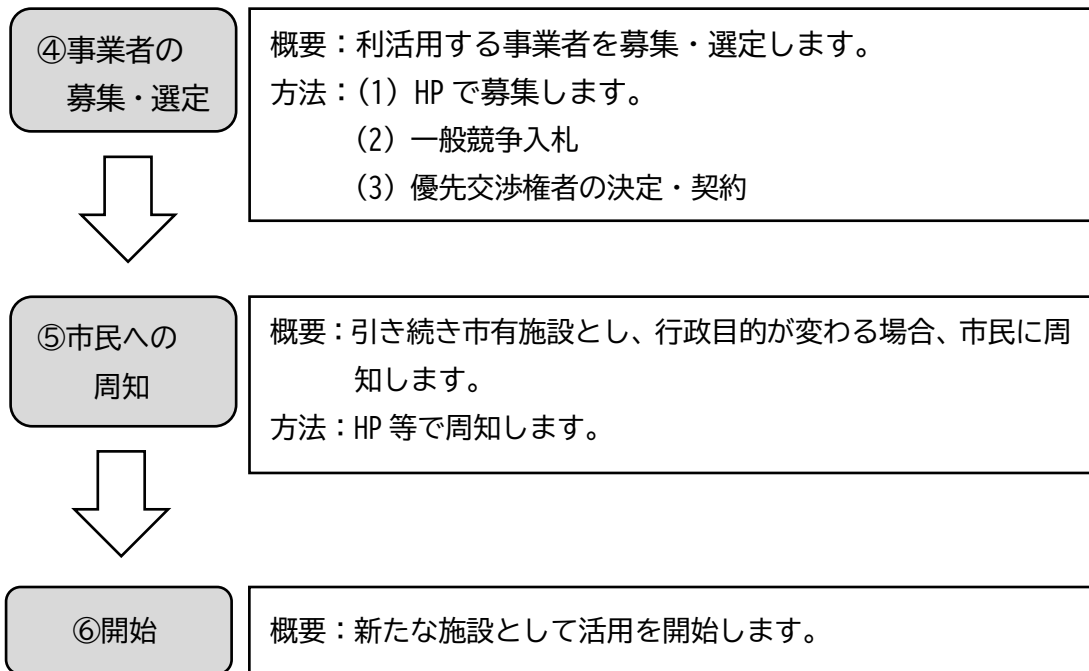 ④事業者の
募集・選定
概要：利活用する事業者を募集・選定します。
方法：(1) HP で募集します。
(2) 一般競争入札
(3) 優先交渉権者の決定・契約
⑤市民への
周知
概要：引き続き市有施設とし、行政目的が変わる場合、市民に周
知します。
方法：HP 等で周知します。
⑥開始
概要：新たな施設として活用を開始します。